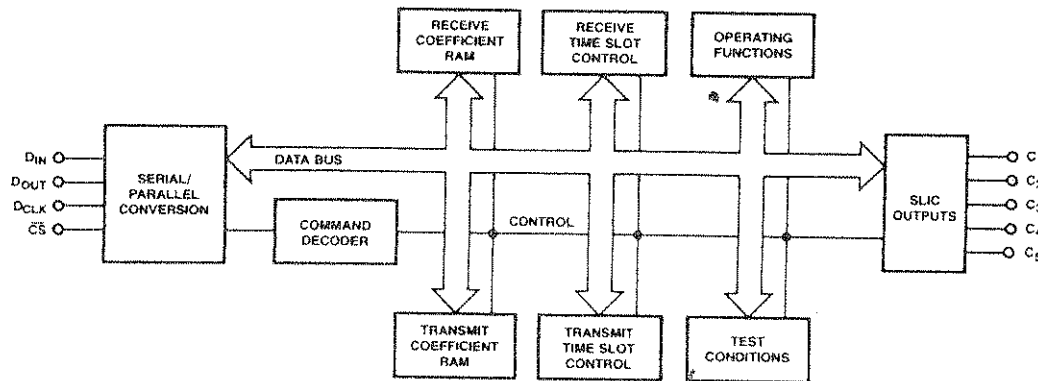 RECEIVE
COEFFICIENT
RAM
RECEIVE
TIME SLOT
CONTROL
OPERATING
FUNCTIONS
DIN
DOUT
DCLK
CS
SERIAL/
PARALLEL
CONVERSION
DATA BUS
COMMAND
DECODER
CONTROL
SLIC
OUTPUTS
C
C2
C3
C4
C5
TRANSMIT
COEFFICIENT
RAM
TRANSMIT
TIME SLOT
CONTROL
TEST
CONDITIONS